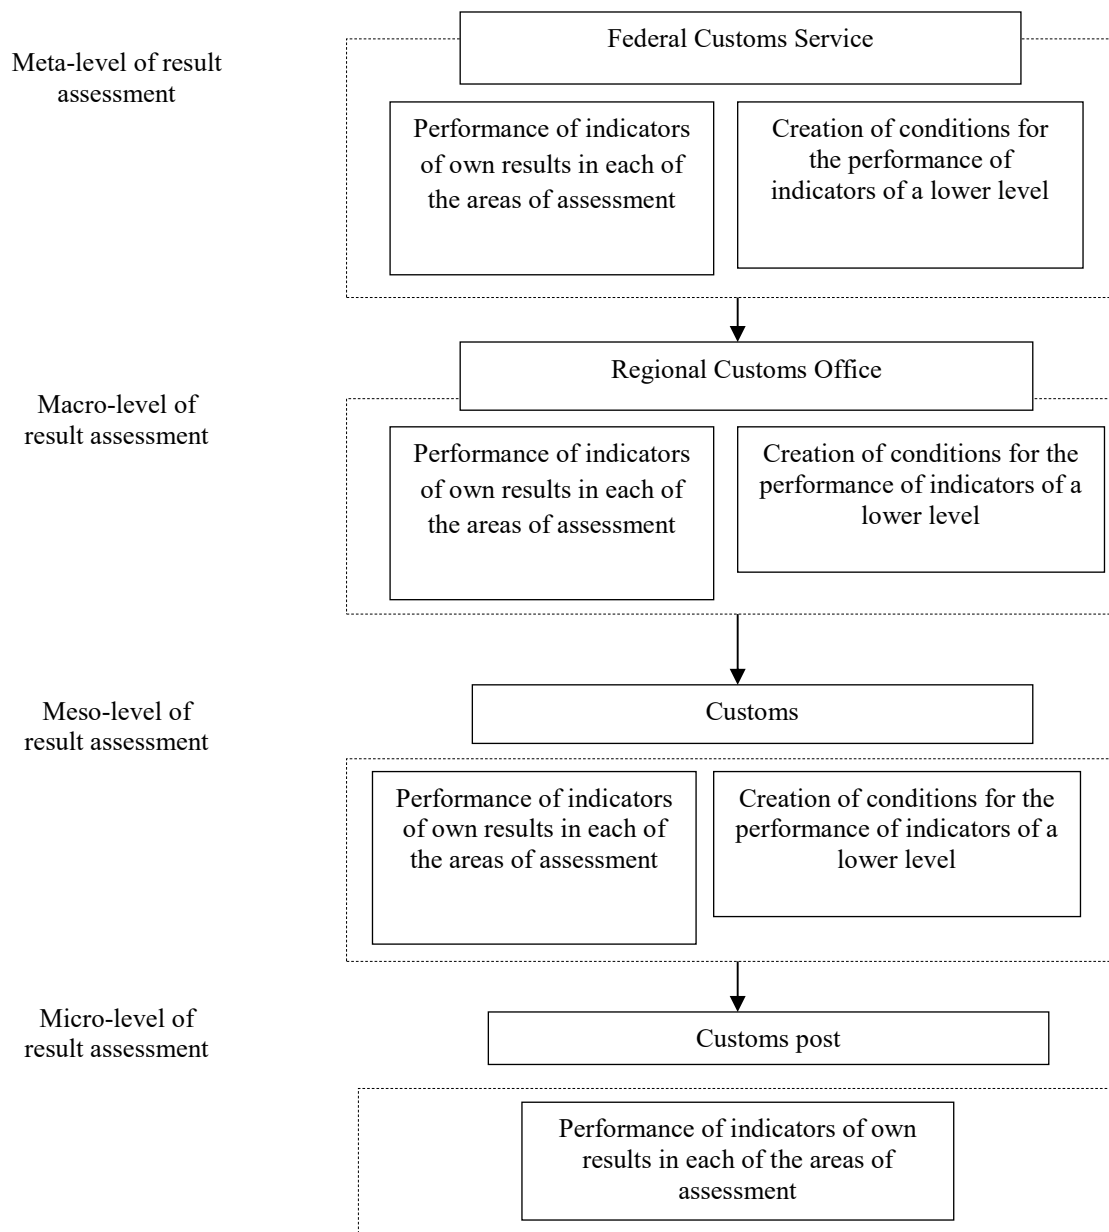 Federal Customs Service
Meta-level of result
assessment
Performance of indicators
of own results in each of
the areas of assessment
Creation of conditions for
the performance of
indicators of a lower level
Regional Customs Office
Macro-level of
result assessment
Performance of indicators
of own results in each of
the areas of assessment
Creation of conditions for the
performance of indicators of a
lower level
Meso-level of
result assessment
Customs
Performance of indicators
of own results in each of
the areas of assessment
Creation of conditions for the
performance of indicators of a
lower level
Micro-level of
result assessment
Customs post
Performance of indicators of own
results in each of the areas of
assessment